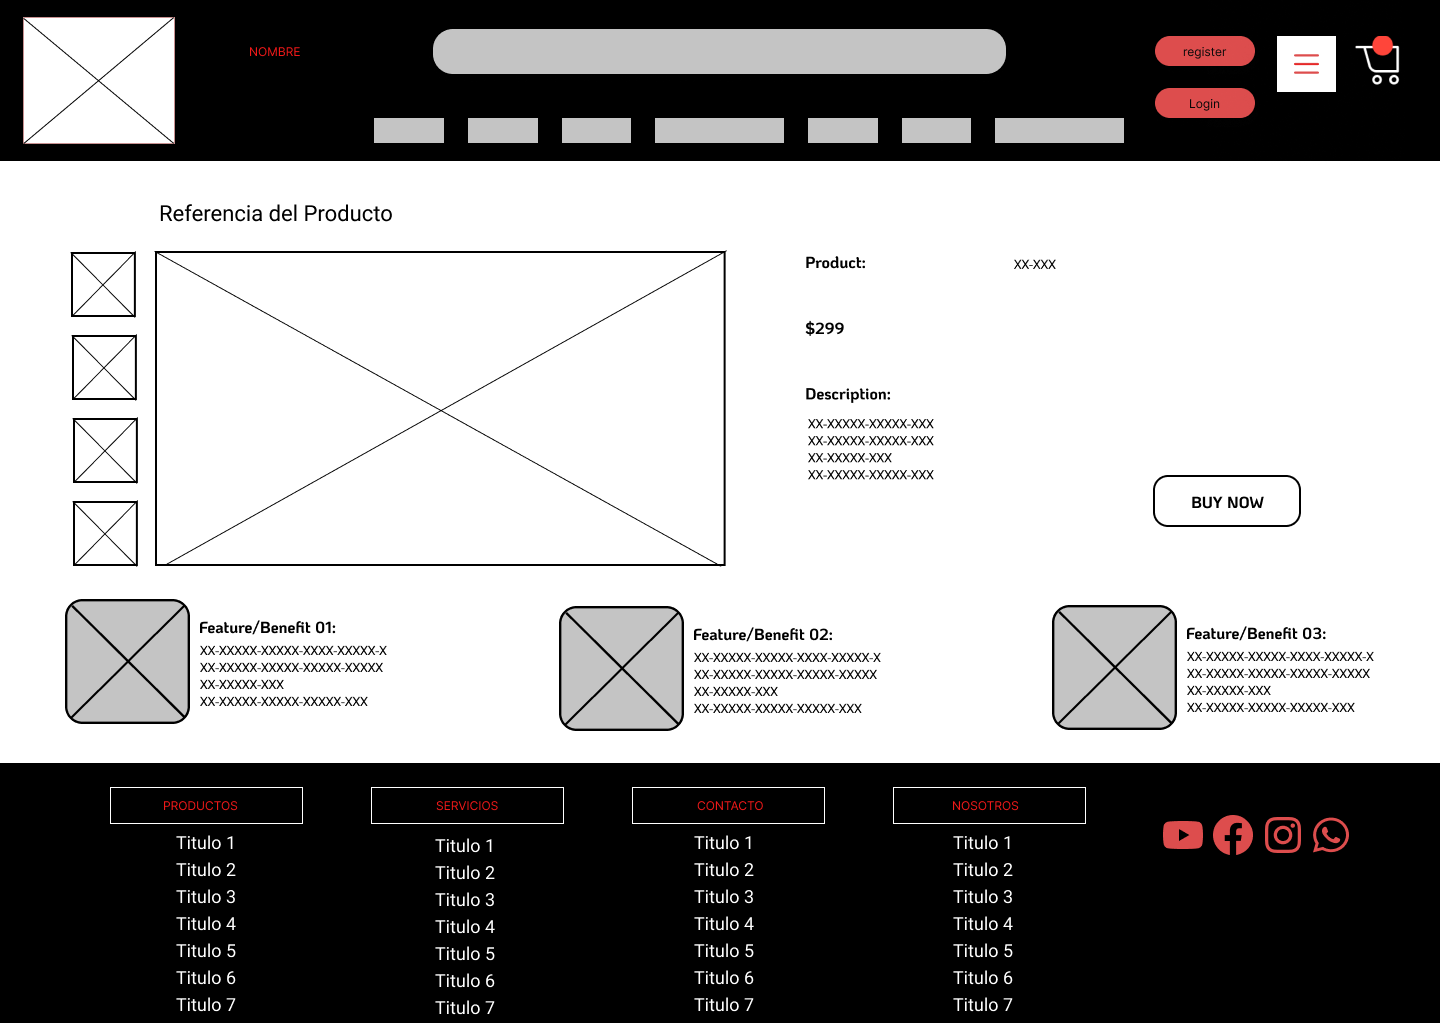 NOMBRE
register
Login
Referencia del Producto
Product:
XX-XXX
$299
Description:
XX-XXXXX-XXXXX-XXX
XX-XXXXX-XXXXX-XXX
XX-XXXXX-XXX
XX-XXXXX-XXXXX-XXX
BUY NOW
Feature/Benefit 01:
XX-XXXXX-XXXXX-XXXX-XXXXX-X
XX-XXXXX-XXXXX-XXXXX-XXXXX
XX-XXXXX-XXX
XX-XXXXX-XXXXX-XXXXX-XXX
Feature/Benefit 02:
XX-XXXXX-XXXXX-XXXX-XXXXX-X
XX-XXXXX-XXXXX-XXXXX-XXXXX
XX-XXXXX-XXX
XX-XXXXX-XXXXX-XXXXX-XXX
Feature/Benefit 03:
XX-XXXXX-XXXXX-XXXX-XXXXX-X
XX-XXXXX-XXXXX-XXXXX-XXXXX
XX-XXXXX-XXX
XX-XXXXX-XXXXX-XXXXX-XXX
PRODUCTOS
Titulo 1
Titulo 2
Titulo 3
Titulo 4
Titulo 5
Titulo 6
Titulo 7
SERVICIOS
Titulo 1
Titulo 2
Titulo 3
Titulo 4
Titulo 5
Titulo 6
Titulo 7
CONTACTO
Titulo 1
Titulo 2
Titulo 3
Titulo 4
Titulo 5
Titulo 6
Titulo 7
NOSOTROS
Titulo 1
Titulo 2
Titulo 3
Titulo 4
Titulo 5
Titulo 6
Titulo 7